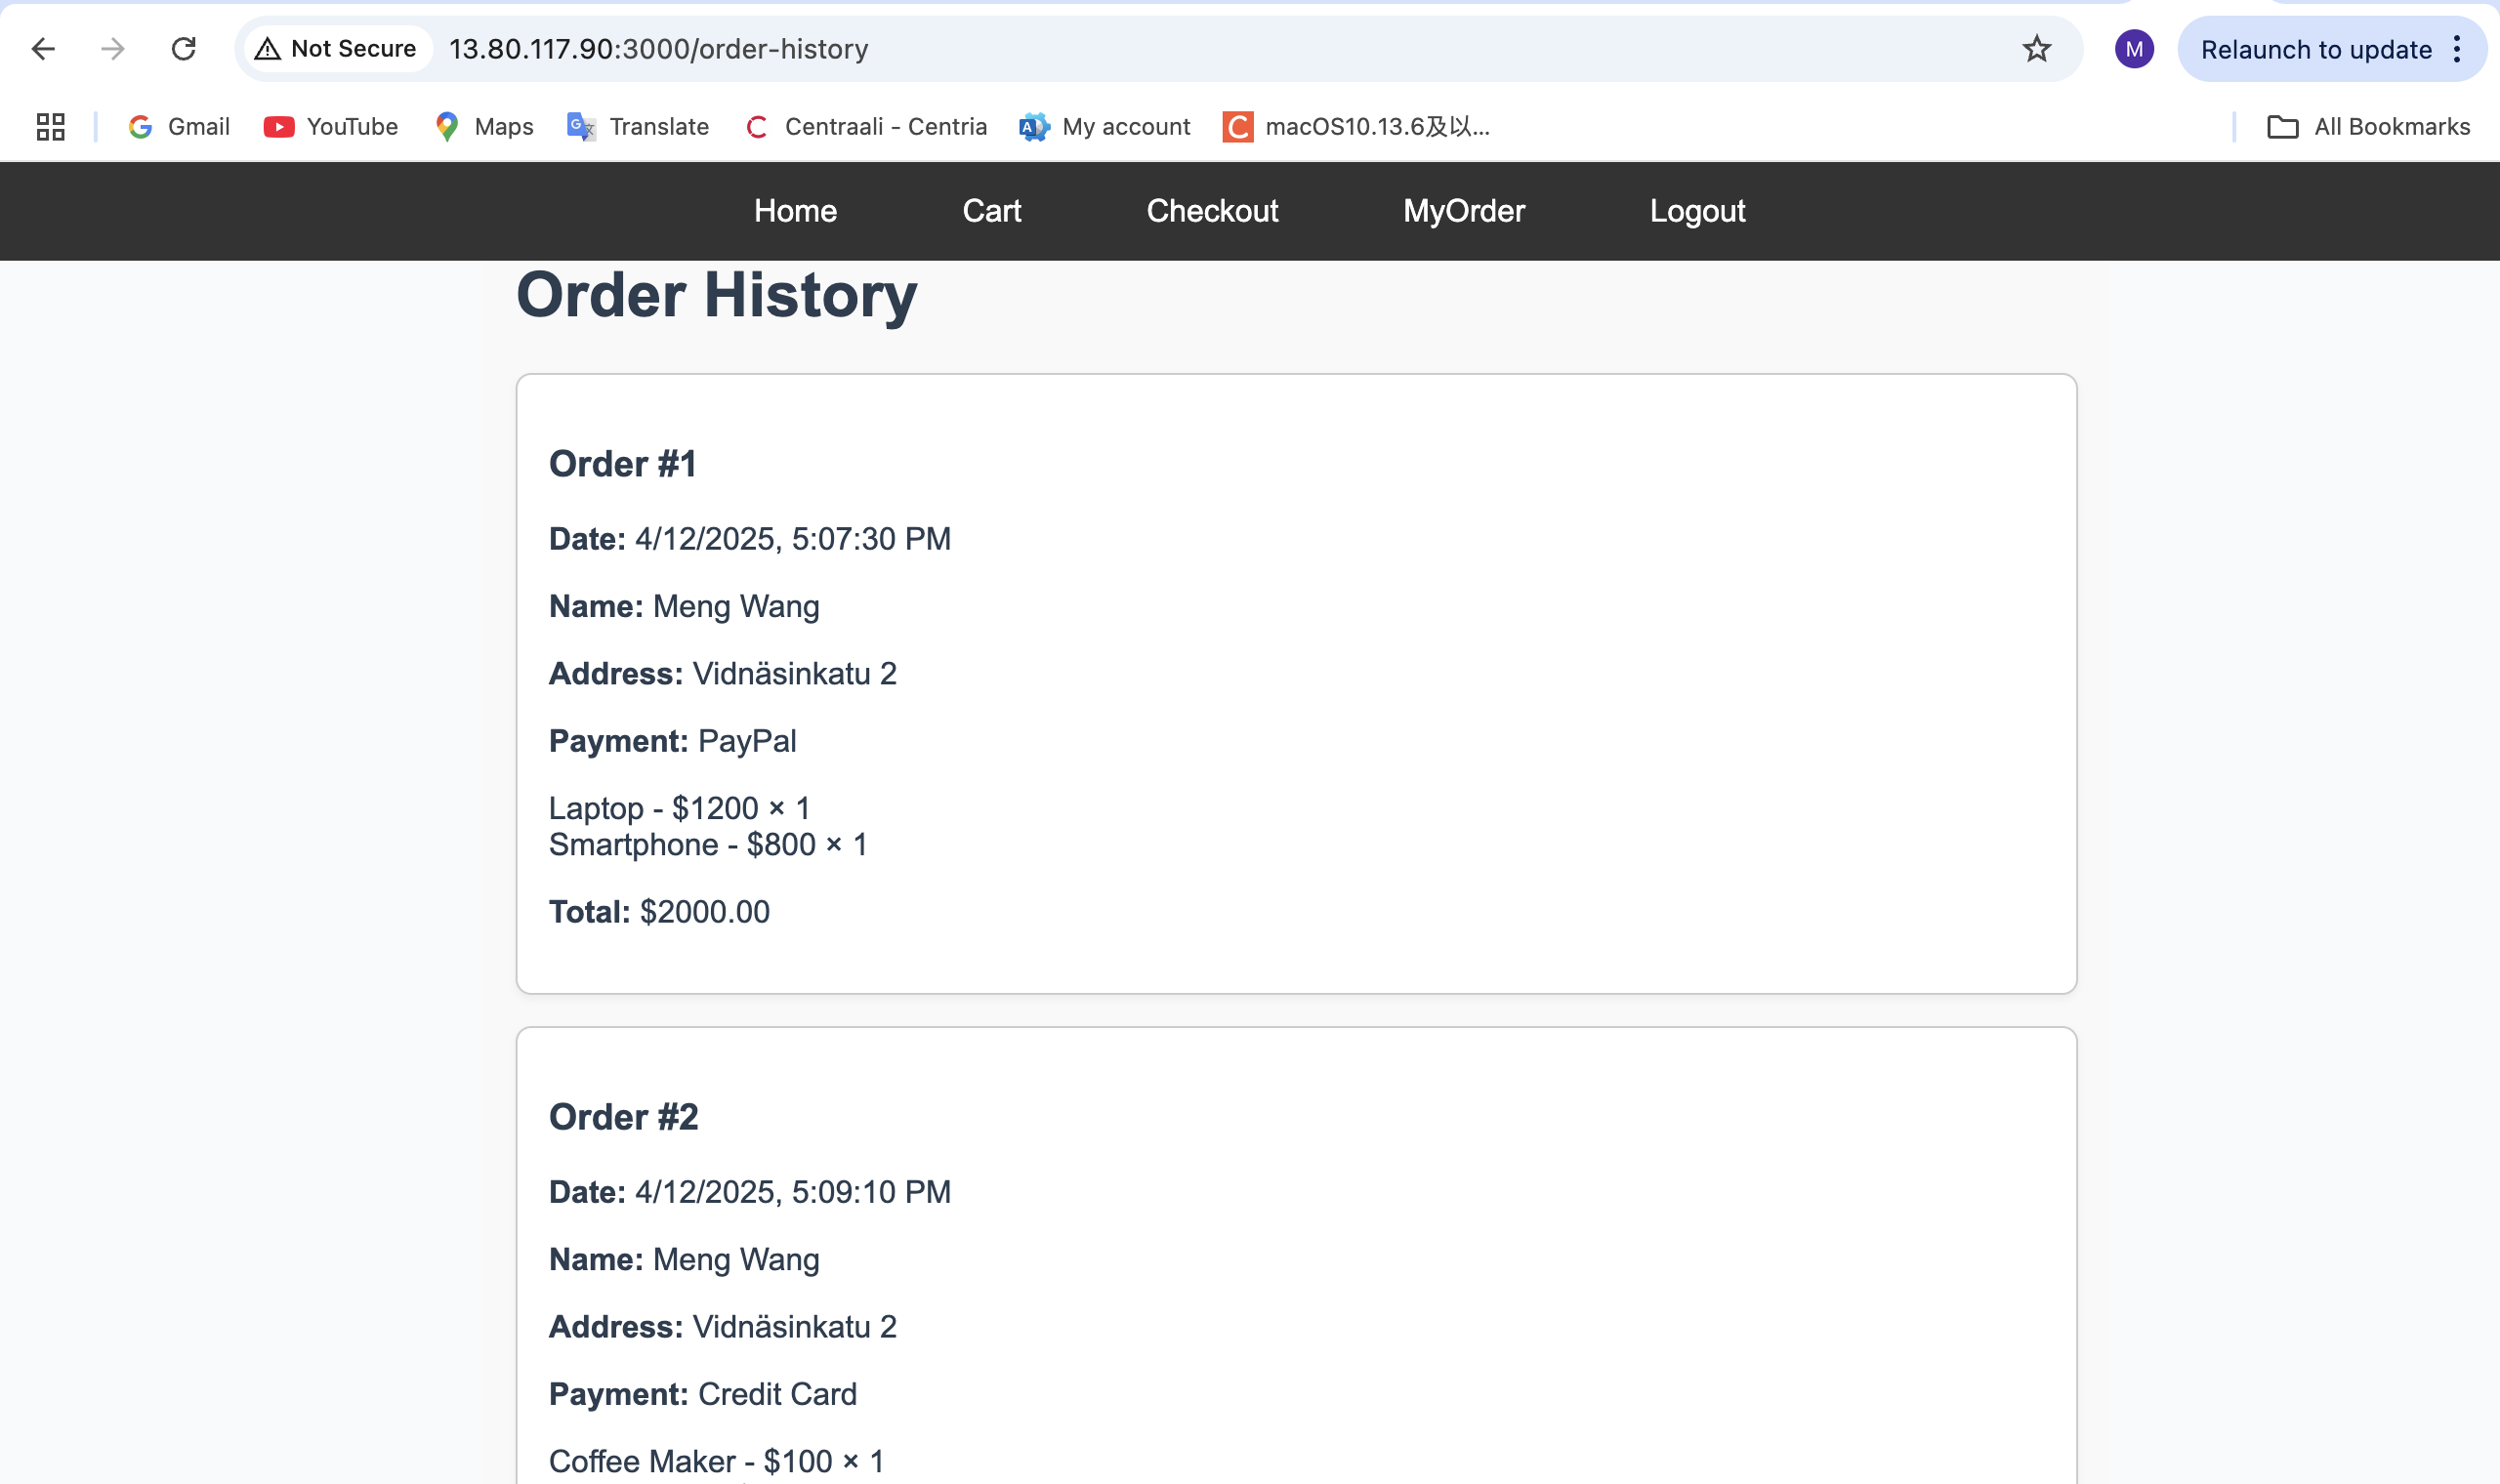 Not Secure 13.80.117.90:3000/order-history M Relaunch to update
Gmail YouTube Maps Translate Centraali - Centria My account macOS10.13.6及以... All Bookmarks
Home Cart Checkout MyOrder Logout
Order History
Order #1
Date: 4/12/2025, 5:07:30 PM
Name: Meng Wang
Address: Vidnäsinkatu 2
Payment: PayPal
Laptop - $1200 × 1
Smartphone - $800 × 1
Total: $2000.00
Order #2
Date: 4/12/2025, 5:09:10 PM
Name: Meng Wang
Address: Vidnäsinkatu 2
Payment: Credit Card
Coffee Maker - $100 × 1